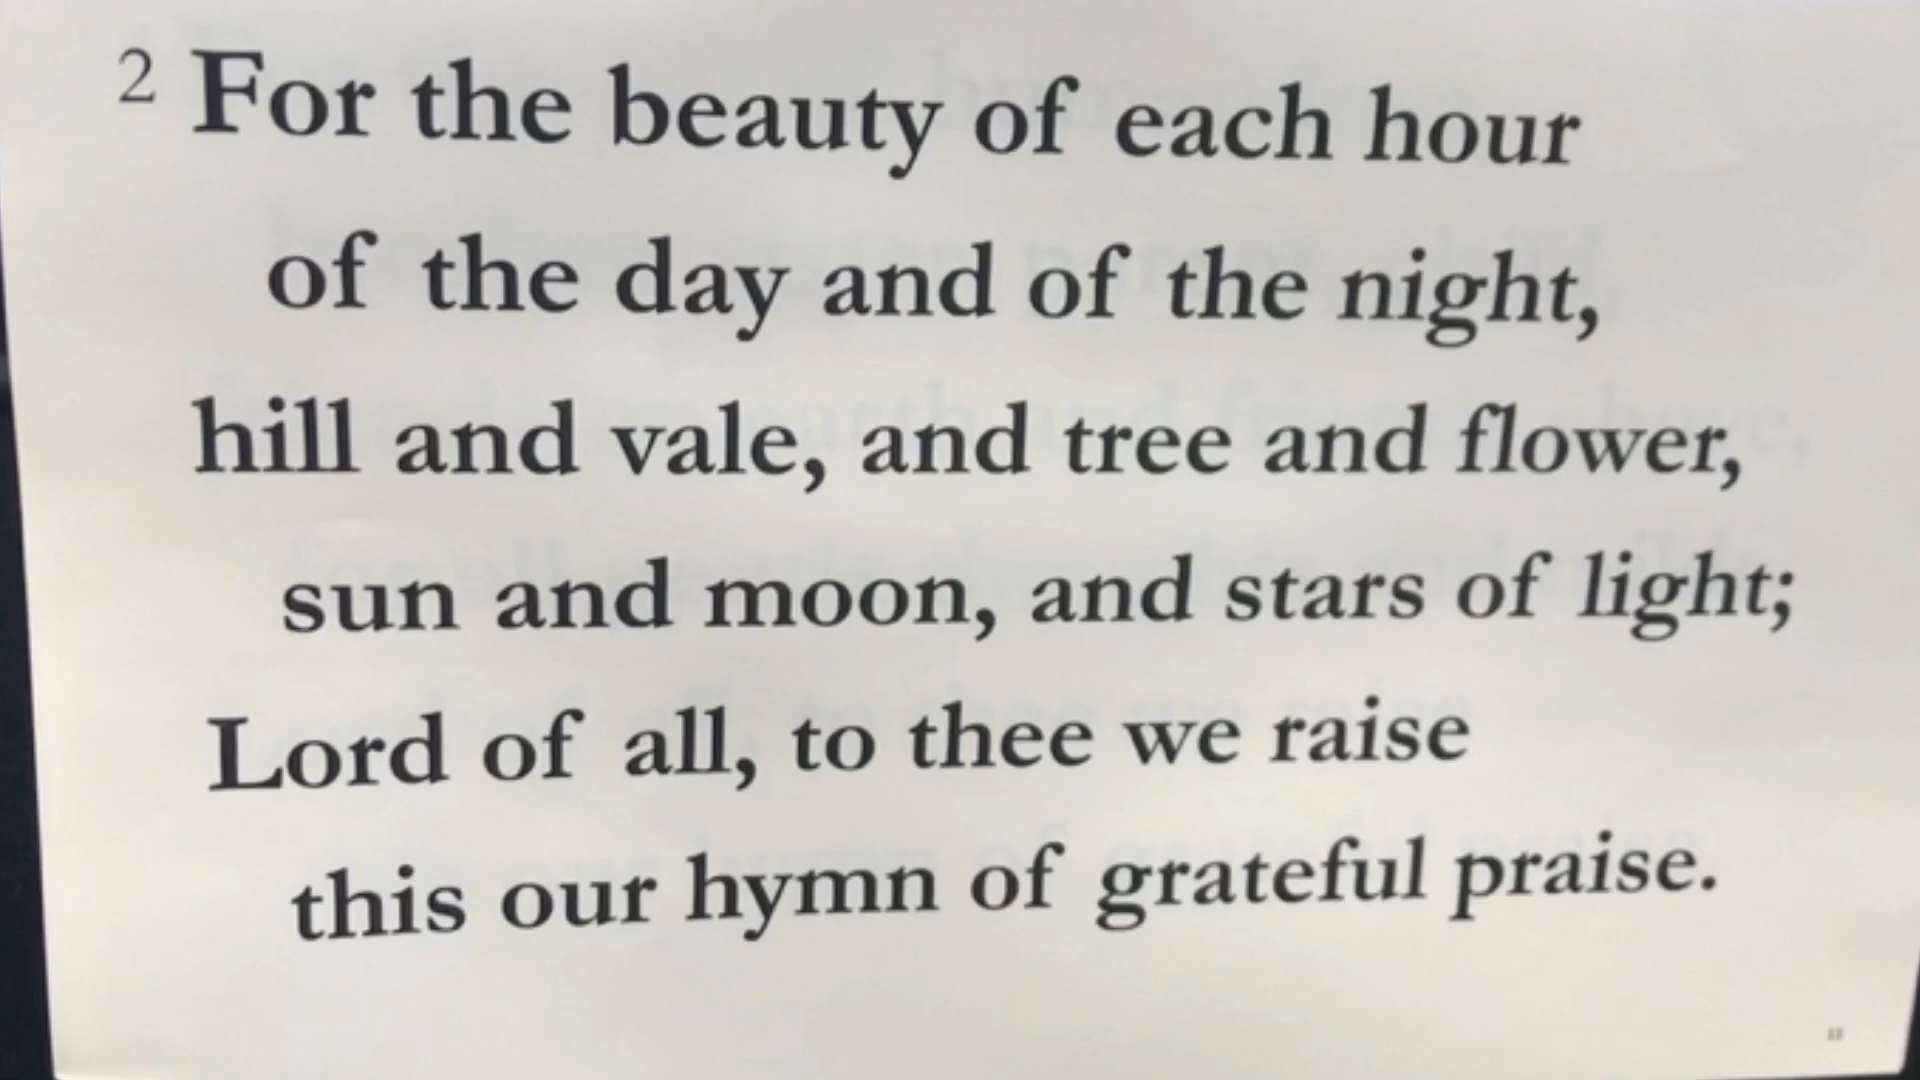 2 For the beauty of each hour
of the day and of the night,
hill and vale, and tree and flower,
sun and moon, and stars of light;
Lord of all, to thee we raise
this our hymn of grateful praise.